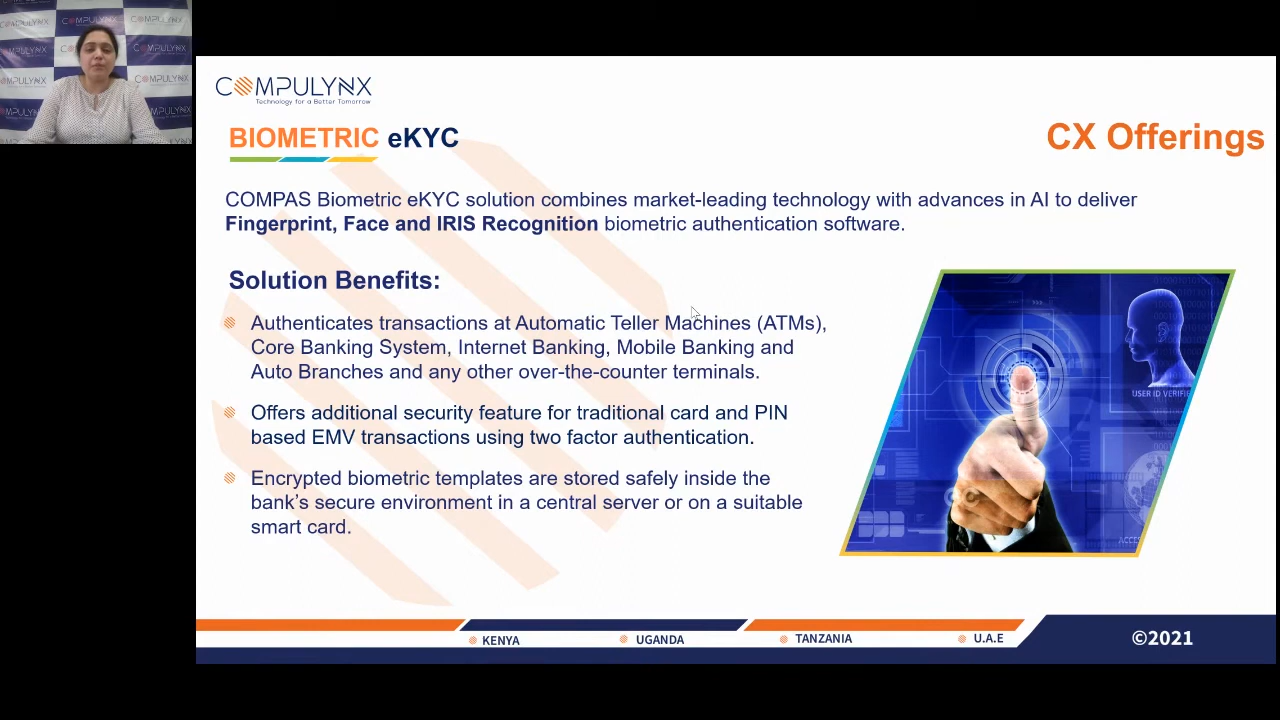 COMPULYNX
COMPULYNX
COMPULYNX
COMPULYNX
COMPULYNX
Technology for a Better Tomorrow
BIOMETRIC eKYC
CX Offerings
COMPAS Biometric eKYC solution combines market-leading technology with advances in AI to deliver
Fingerprint, Face and IRIS Recognition biometric authentication software.
Solution Benefits:
Authenticates transactions at Automatic Teller Machines (ATMs),
Core Banking System, Internet Banking, Mobile Banking and
Auto Branches and any other over-the-counter terminals.
Offers additional security feature for traditional card and PIN
based EMV transactions using two factor authentication.
Encrypted biometric templates are stored safely inside the
bank's secure environment in a central server or on a suitable
smart card.
USER ID VERIFIE
ACCE
KENYA
UGANDA
TANZANIA
U.A.E
©2021